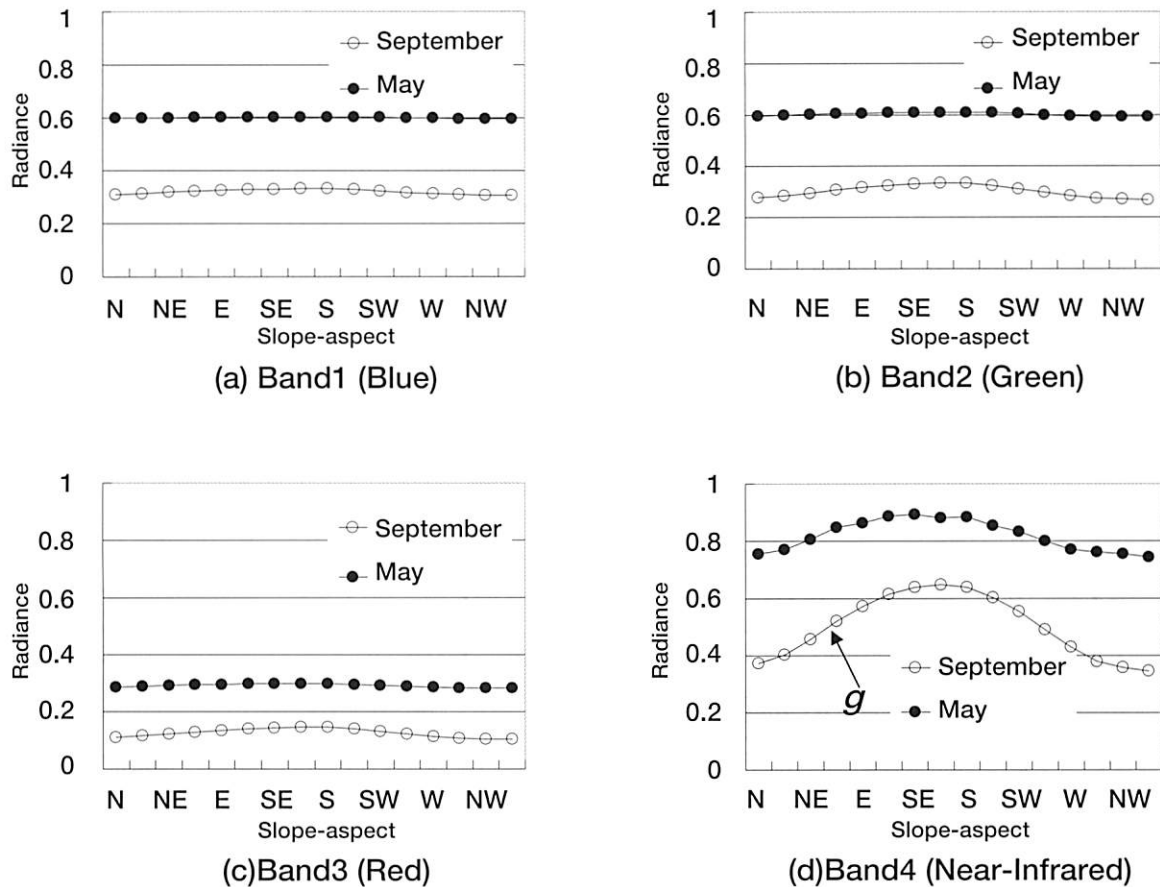 1
0.8
0.6
0.4
0.2
0
Radiance
September
May
N NE E SE S SW W NW
Slope-aspect
(a) Band1 (Blue)
1
0.8
0.6
0.4
0.2
0
Radiance
September
May
N NE E SE S SW W NW
Slope-aspect
(b) Band2 (Green)
1
0.8
0.6
0.4
0.2
0
Radiance
September
May
N NE E SE S SW W NW
Slope-aspect
(c)Band3 (Red)
1
0.8
0.6
0.4
0.2
0
Radiance
g
September
May
N NE E SE S SW W NW
Slope-aspect
(d)Band4 (Near-Infrared)